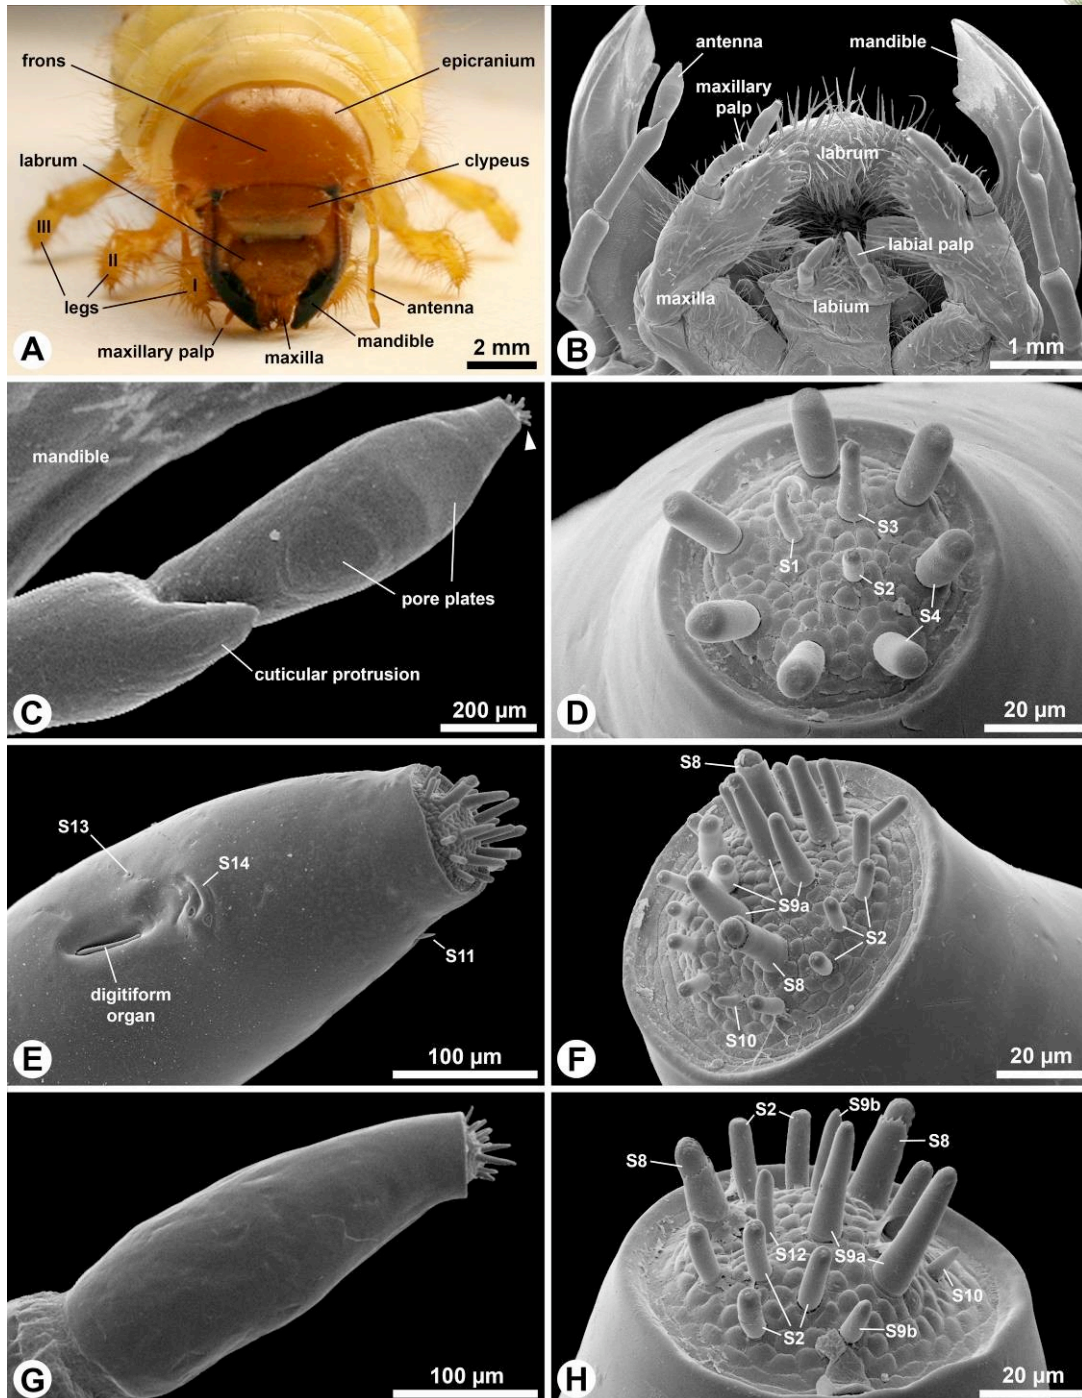 frons
epicranium
labrum
clypeus
III
II
I
legs
antenna
mandible
maxillary palp
maxilla
A
2 mm
antenna
mandible
maxillary
palp
labrum
labial palp
maxilla
labium
B
1 mm
mandible
pore plates
cuticular protrusion
C
200 µm
S3
S1
S2
S4
D
20 µm
S13
S14
S11
digitiform
organ
E
100 µm
S8
S9a
S2
S8
S10
F
20 µm
G
100 µm
S2
S9b
S8
S8
S12
S9a
S10
S2
S9b
H
20 µm